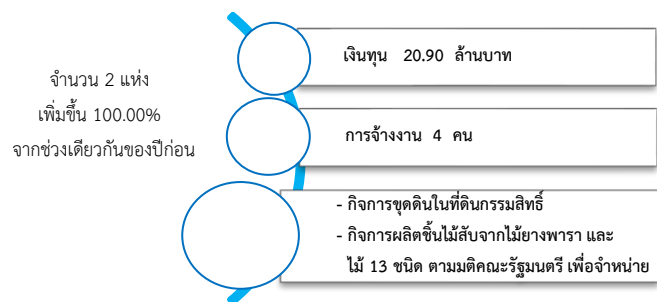 จำนวน 2 แห่ง
เพิ่มขึ้น 100.00%
จากช่วงเดียวกันของปีก่อน
เงินทุน 20.90 ล้านบาท
การจ้างงาน 4 คน
- กิจการขุดดินในที่ดินกรรมสิทธิ์
- กิจการผลิตชิ้นไม้สับจากไม้ยางพารา และ
ไม้ 13 ชนิด ตามมติคณะรัฐมนตรี เพื่อจำหน่าย